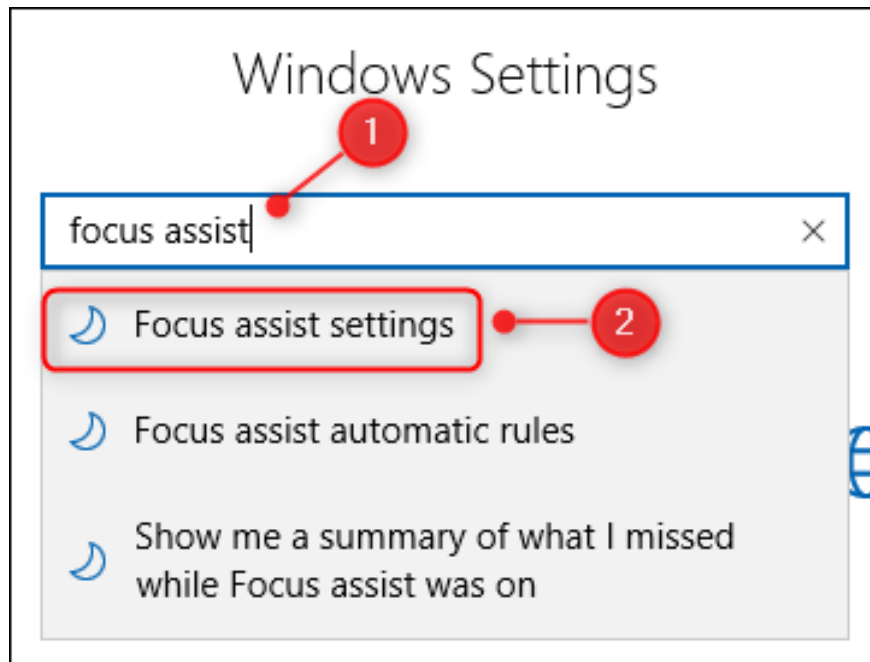 Windows Settings
1
focus assist
Focus assist settings
2
Focus assist automatic rules
Show me a summary of what I missed
while Focus assist was on